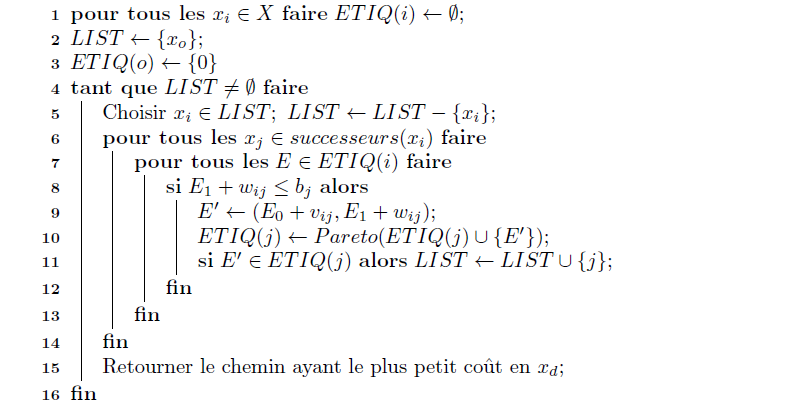 1 pour tous les x_i ∈ X faire ETIQ(i) ← ∅;
2 LIST ← {x_o};
3 ETIQ(o) ← {0}
4 tant que LIST ≠ ∅ faire
5 Choisir x_i ∈ LIST; LIST ← LIST − {x_i};
6 pour tous les x_j ∈ successeurs(x_i) faire
7 pour tous les E ∈ ETIQ(i) faire
8 si E_1 + w_ij ≤ b_j alors
9 E′ ← (E_0 + v_ij, E_1 + w_ij);
10 ETIQ(j) ← Pareto(ETIQ(j) ∪ {E′});
11 si E′ ∈ ETIQ(j) alors LIST ← LIST ∪ {j};
12 fin
13 fin
14 fin
15 Retourner le chemin ayant le plus petit coût en x_d;
16 fin